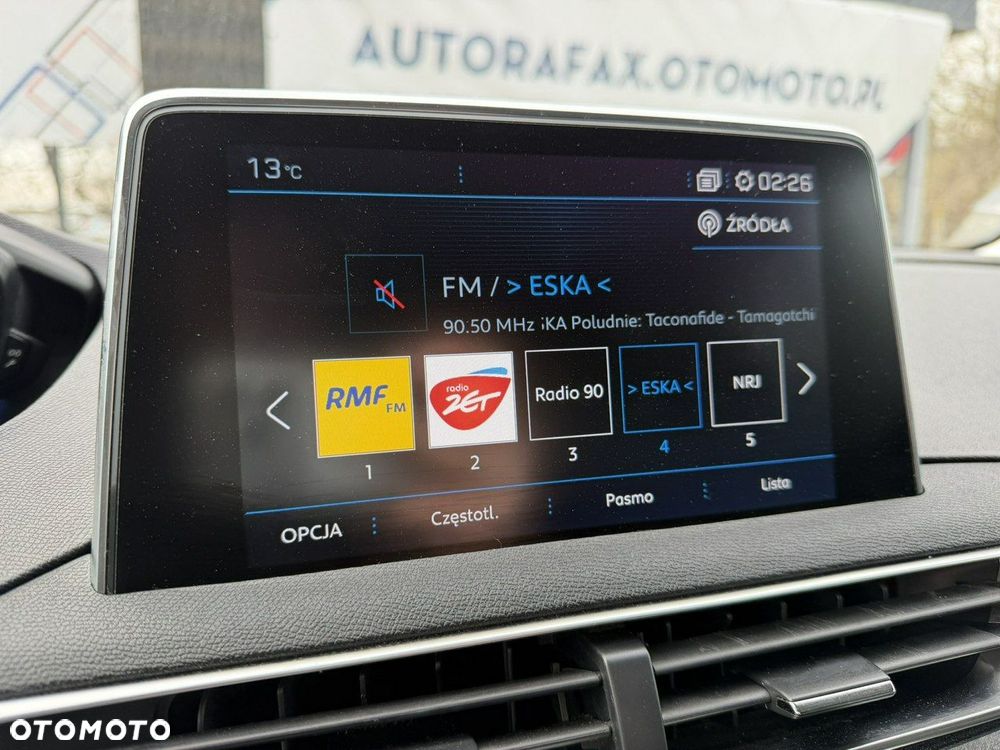 AUTORAFAX.OTOMOTO.PL
13°C
02:26
ŹRÓDŁA
FM / > ESKA <
90.50 MHz :KA Poludnie: Taconafide - Tamagotchi
RMF FM
radio ZET
Radio 90
> ESKA <
NRJ
1
2
3
4
5
OPCJA
Częstotl.
Pasmo
Lista
OTOMOTO